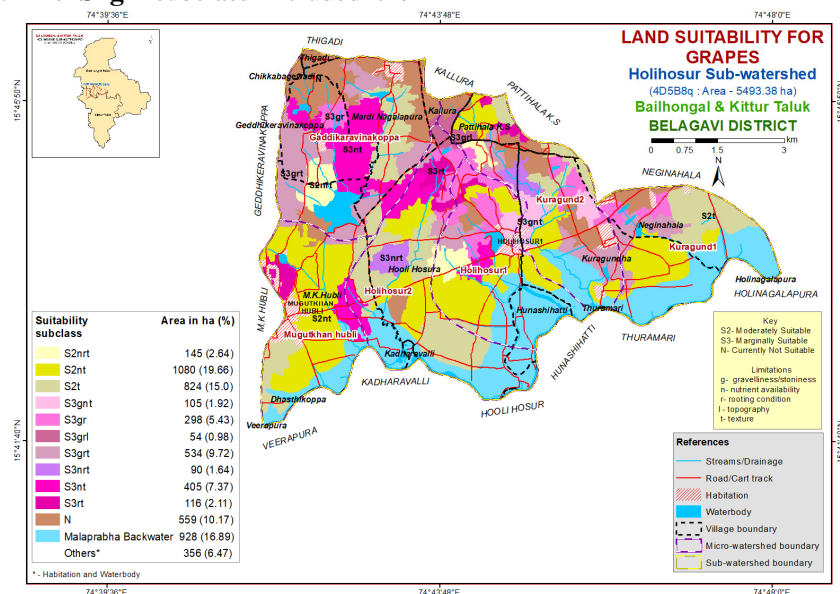 74°39'36"E 74°43'48"E 74°48'0"E
15°45'50"N
15°41'40"N
LAND SUITABILITY FOR
GRAPES
Holihosur Sub-watershed
(4D5B8q : Area - 5493.38 ha)
Bailhongal & Kittur Taluk
BELAGAVI DISTRICT
0 0.75 1.5 3
km
N
THIGADI
Thigadi
KALLURA
PATTIHALA K.S
GEDDHIKERAVINAKOPPA
S3gr
Mardi Nagalapura
Kallura
Pattihala K.S
S3grl
Gaddikaravinakoppa
S3nt
S3grt
S2nrt
S3rt
NEGINAHALA
Kuragund2
S2t
S3gnt
Neginahala
HOLIHOSUR1
Kuragund1
Kuragundha
S3nrt
Hooli Hosura
Holihosur1
Holinagalapura
HOLINAGALAPURA
Holihosur2
M.K.HUBLI
M.K.Hubli
MUGUTKHAN
HUBLI
S2nt
Hunashihatti
Thuramari
Mugutkhan hubli
THURAMARI
HUNASHIHATTI
Kadharavalli
KADHARAVALLI
Dhasthikoppa
HOOLI HOSUR
Veerapura
VEERAPURA
Suitability
subclass Area in ha (%)
S2nrt 145 (2.64)
S2nt 1080 (19.66)
S2t 824 (15.0)
S3gnt 105 (1.92)
S3gr 298 (5.43)
S3grl 54 (0.98)
S3grt 534 (9.72)
S3nrt 90 (1.64)
S3nt 405 (7.37)
S3rt 116 (2.11)
N 559 (10.17)
Malaprabha Backwater 928 (16.89)
Others* 356 (6.47)
* - Habitation and Waterbody
Key
S2- Moderately Suitable
S3- Marginally Suitable
N- Currently Not Suitable
Limitations
g- gravelliness/stoniness
n- nutrient availability
r- rooting condition
l - topography
t- texture
References
Streams/Drainage
Road/Cart track
Habitation
Waterbody
Village boundary
Micro-watershed boundary
Sub-watershed boundary
74°39'36"E 74°43'48"E 74°48'0"E